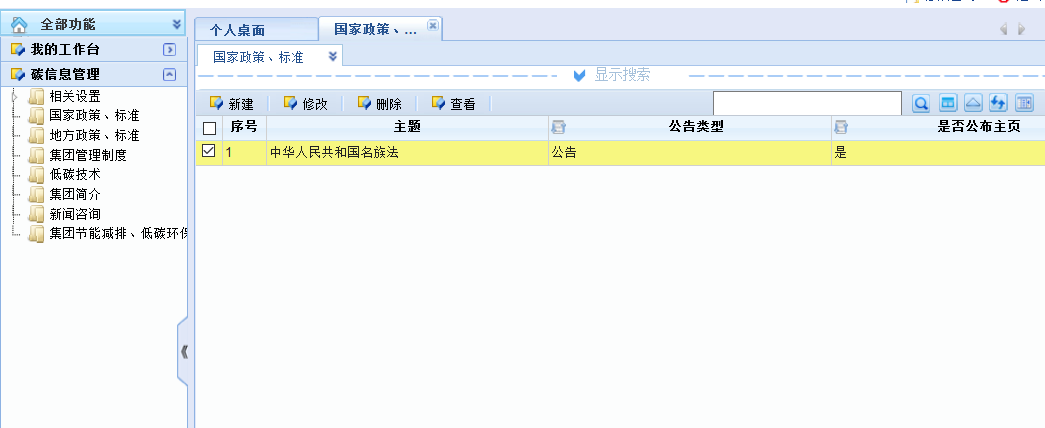 全部功能
我的工作台
碳信息管理
相关设置
国家政策、标准
地方政策、标准
集团管理制度
低碳技术
集团简介
新闻咨询
集团节能减排、低碳环保
个人桌面
国家政策、...
国家政策、标准
显示搜索
新建 修改 删除 查看
序号 主题 公告类型 是否公布主页
1 中华人民共和国名族法 公告 是